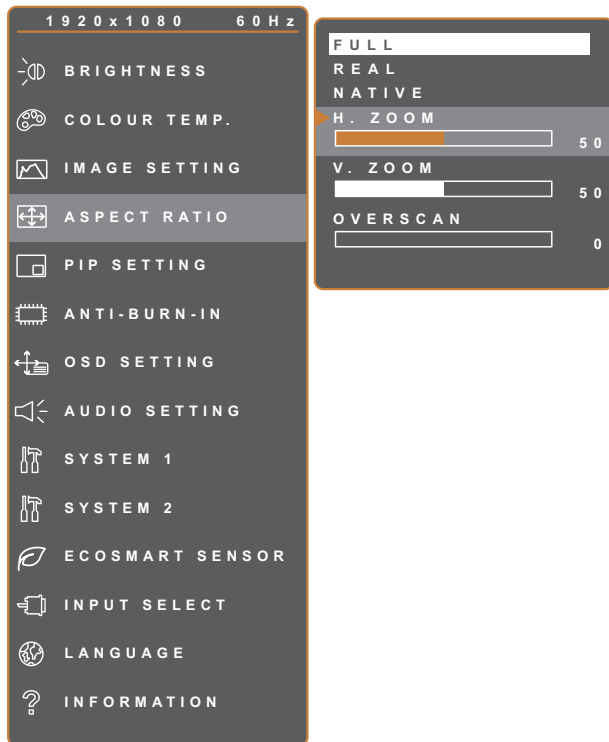 1920x1080 60Hz
BRIGHTNESS
COLOUR TEMP.
IMAGE SETTING
ASPECT RATIO
PIP SETTING
ANTI-BURN-IN
OSD SETTING
AUDIO SETTING
SYSTEM 1
SYSTEM 2
ECOSMART SENSOR
INPUT SELECT
LANGUAGE
INFORMATION
FULL
REAL
NATIVE
H. ZOOM
50
V. ZOOM
50
OVERSCAN
0